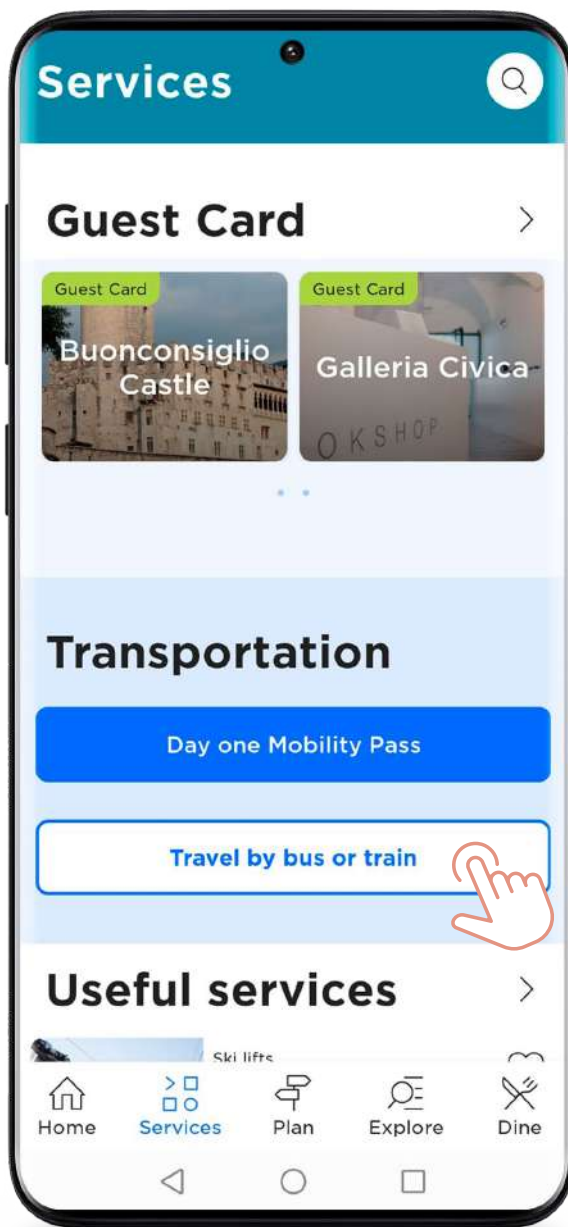 Services
Guest Card
Guest Card
Guest Card
Buonconsiglio
Castle
Galleria Civica
OKSHOP
Transportation
Day one Mobility Pass
Travel by bus or train
Useful services
Ski lifts
Home
Services
Plan
Explore
Dine